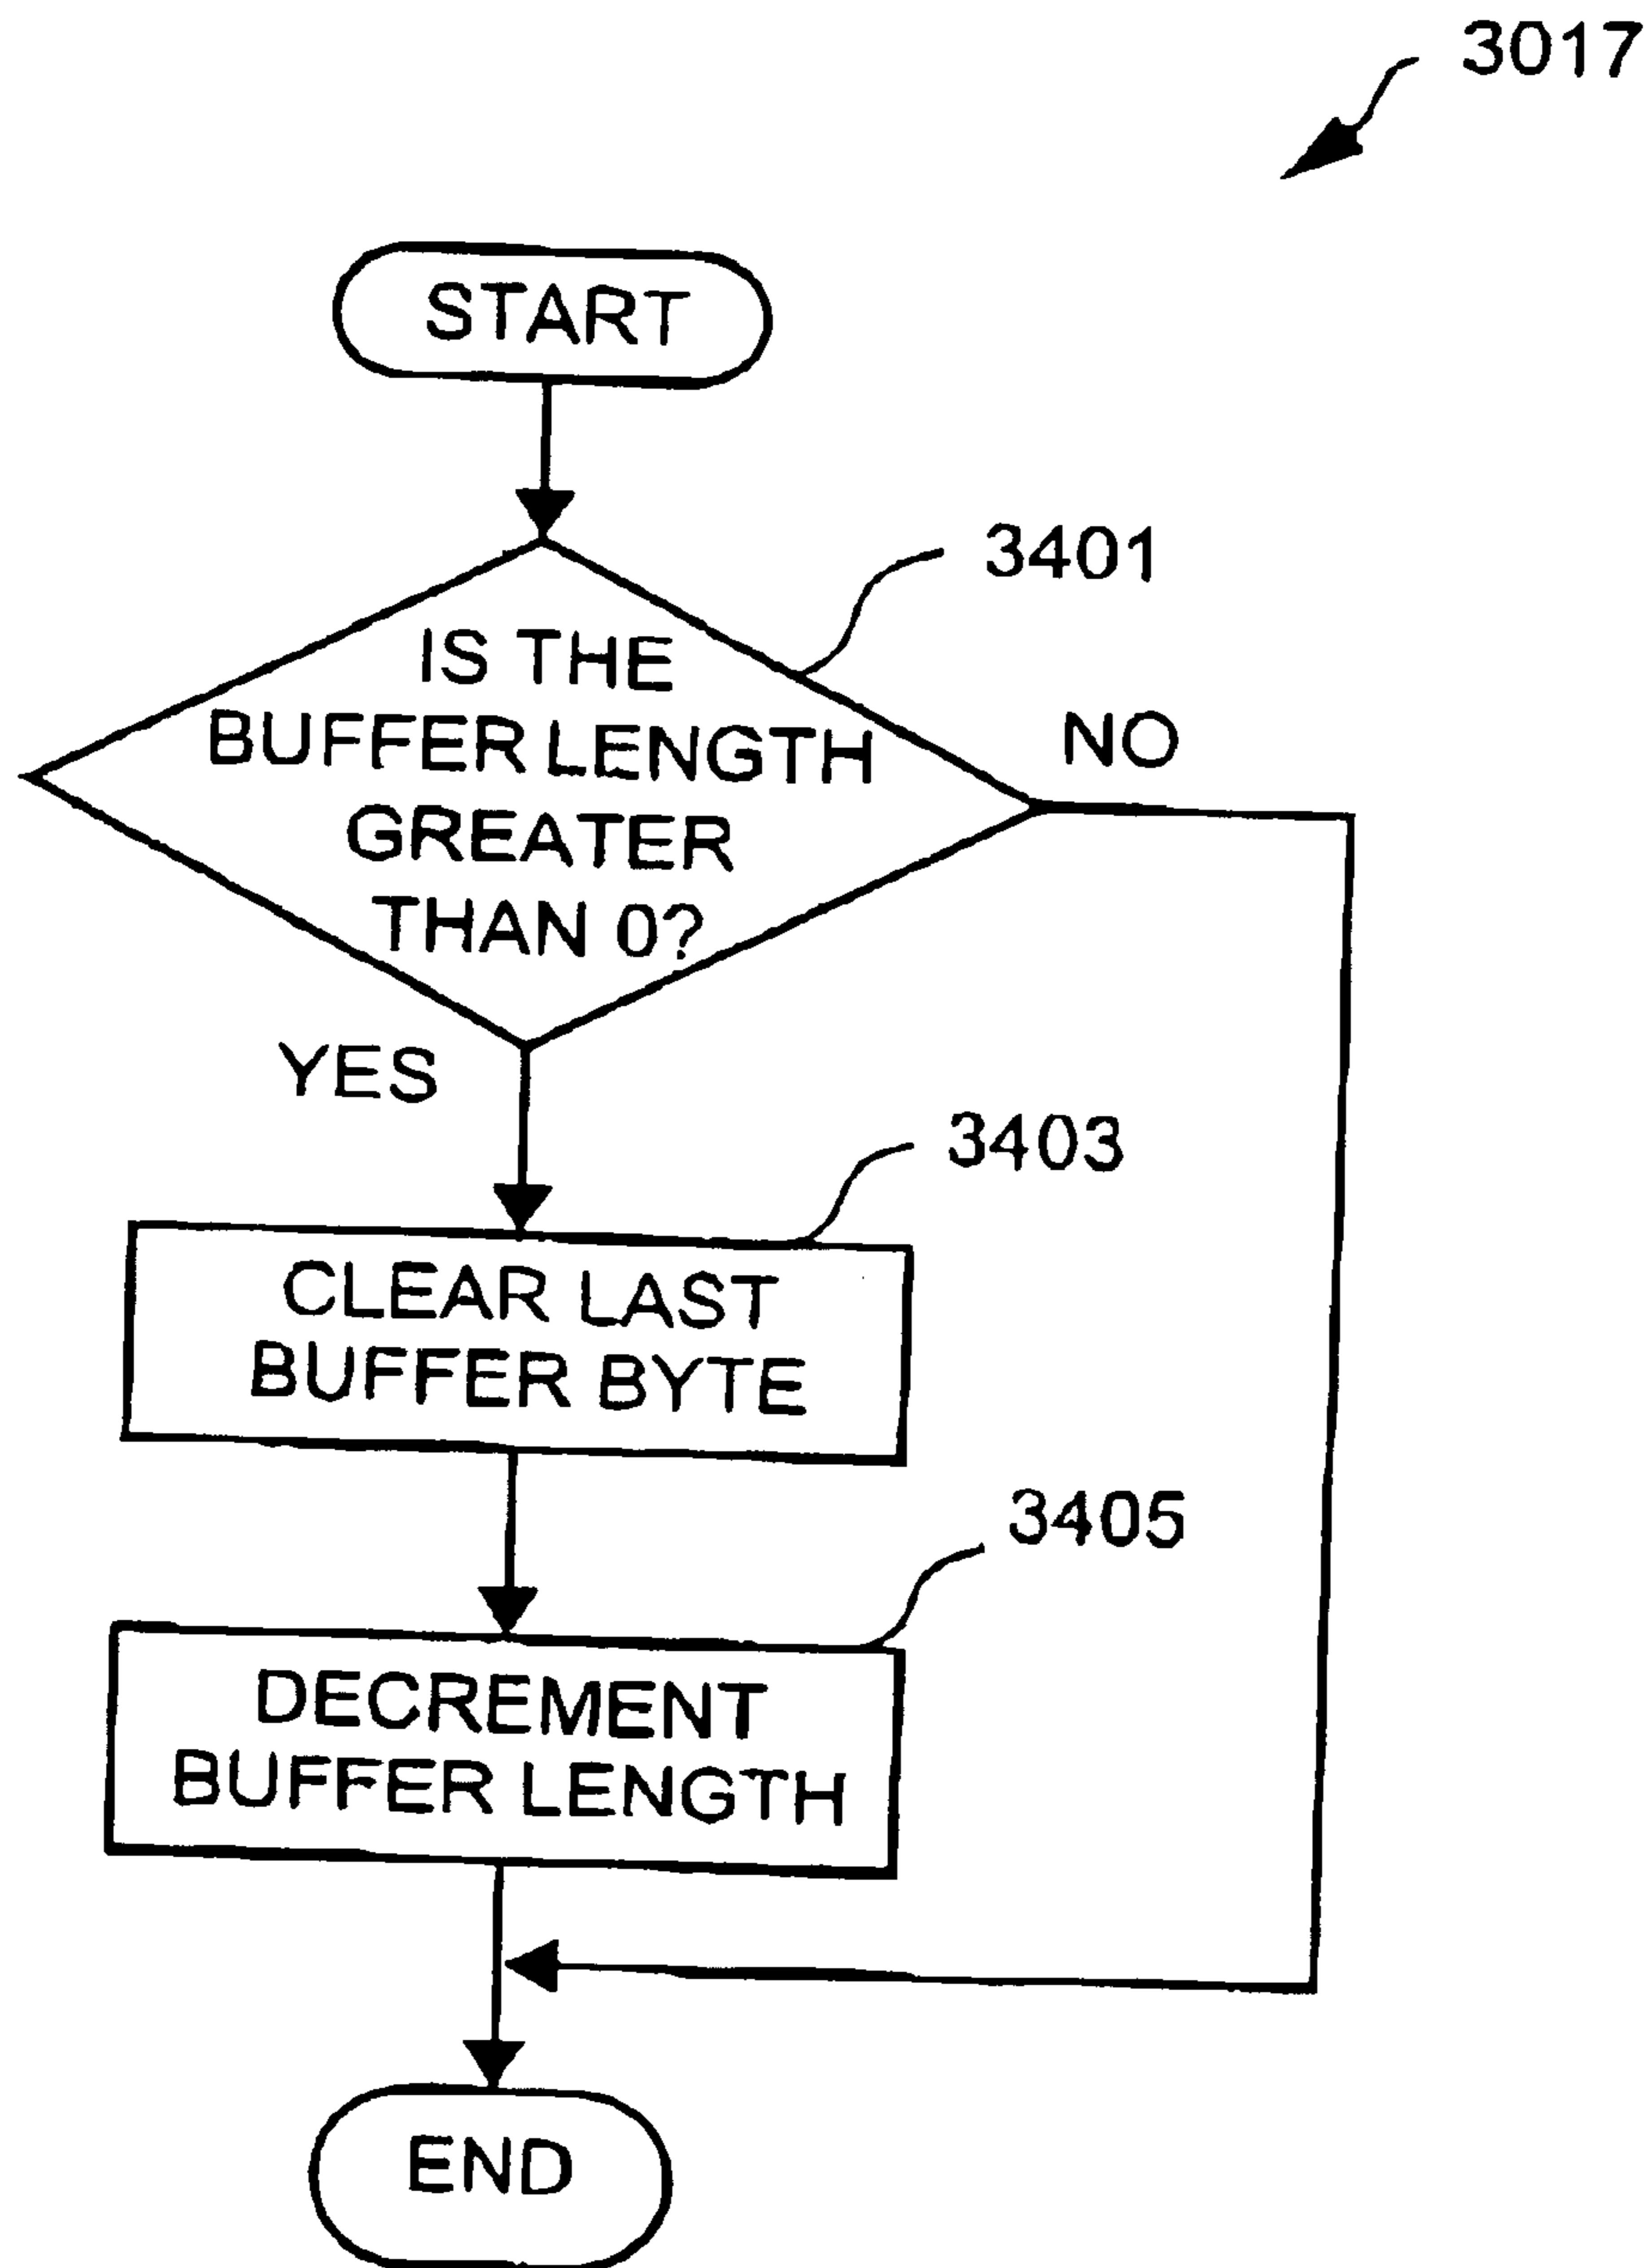 3017
START
3401
IS THE
BUFFER LENGTH
GREATER
THAN 0?
NO
YES
3403
CLEAR LAST
BUFFER BYTE
3405
DECREMENT
BUFFER LENGTH
END